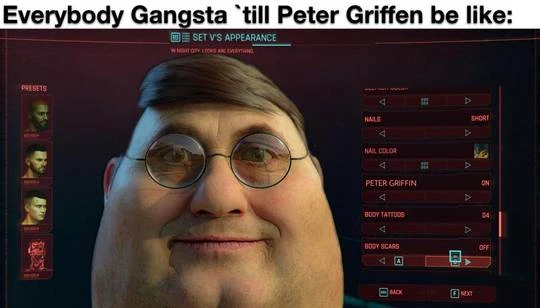 Everybody Gangsta `till Peter Griffen be like:
SET V'S APPEARANCE
IN NIGHT CITY, LOOKS ARE EVERYTHING.
PRESETS
NAILS SHORT
NAIL COLOR
PETER GRIFFIN ON
BODY TATTOOS 04
BODY SCARS OFF
A
BACK
F NEXT